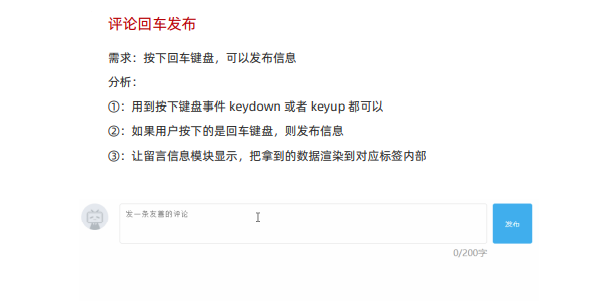 评论回车发布
需求：按下回车键盘，可以发布信息
分析：
①：用到按下键盘事件 keydown 或者 keyup 都可以
②：如果用户按下的是回车键盘，则发布信息
③：让留言信息模块显示，把拿到的数据渲染到对应标签内部
发一条友善的评论
发布
0/200字